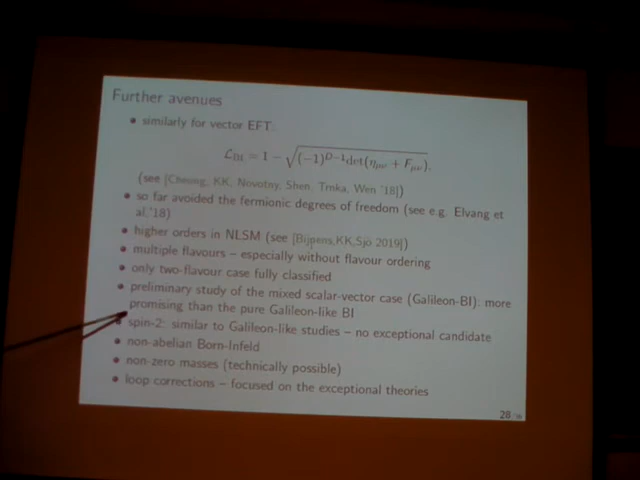 Further avenues
• similarly for vector EFT:
ℒ_BI = 1 − √((−1)^{D−1}det(η_μν + F_μν)),
(see [Cheung, KK, Novotny, Shen, Trnka, Wen '18])
• so far avoided the fermionic degrees of freedom (see e.g. Elvang et
al.'18)
• higher orders in NLSM (see [Bijnens,KK,Sjö 2019])
• multiple flavours – especially without flavour ordering
• only two-flavour case fully classified
• preliminary study of the mixed scalar-vector case (Galileon-BI): more
promising than the pure Galileon-like BI
• spin-2: similar to Galileon-like studies – no exceptional candidate
• non-abelian Born-Infeld
• non-zero masses (technically possible)
• loop corrections – focused on the exceptional theories
28